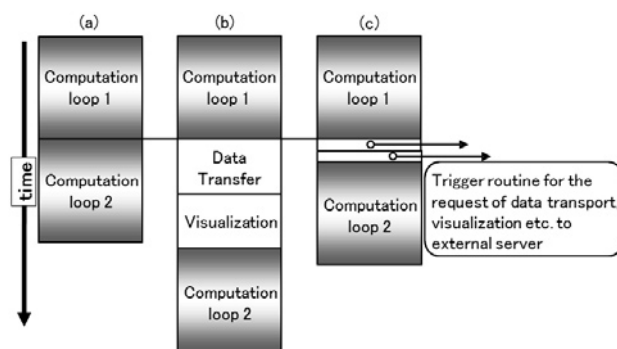 (a)
(b)
(c)
time
Computation
loop 1
Computation
loop 2
Computation
loop 1
Data
Transfer
Visualization
Computation
loop 2
Computation
loop 1
Computation
loop 2
Trigger routine for the
request of data transport,
visualization etc. to
external server